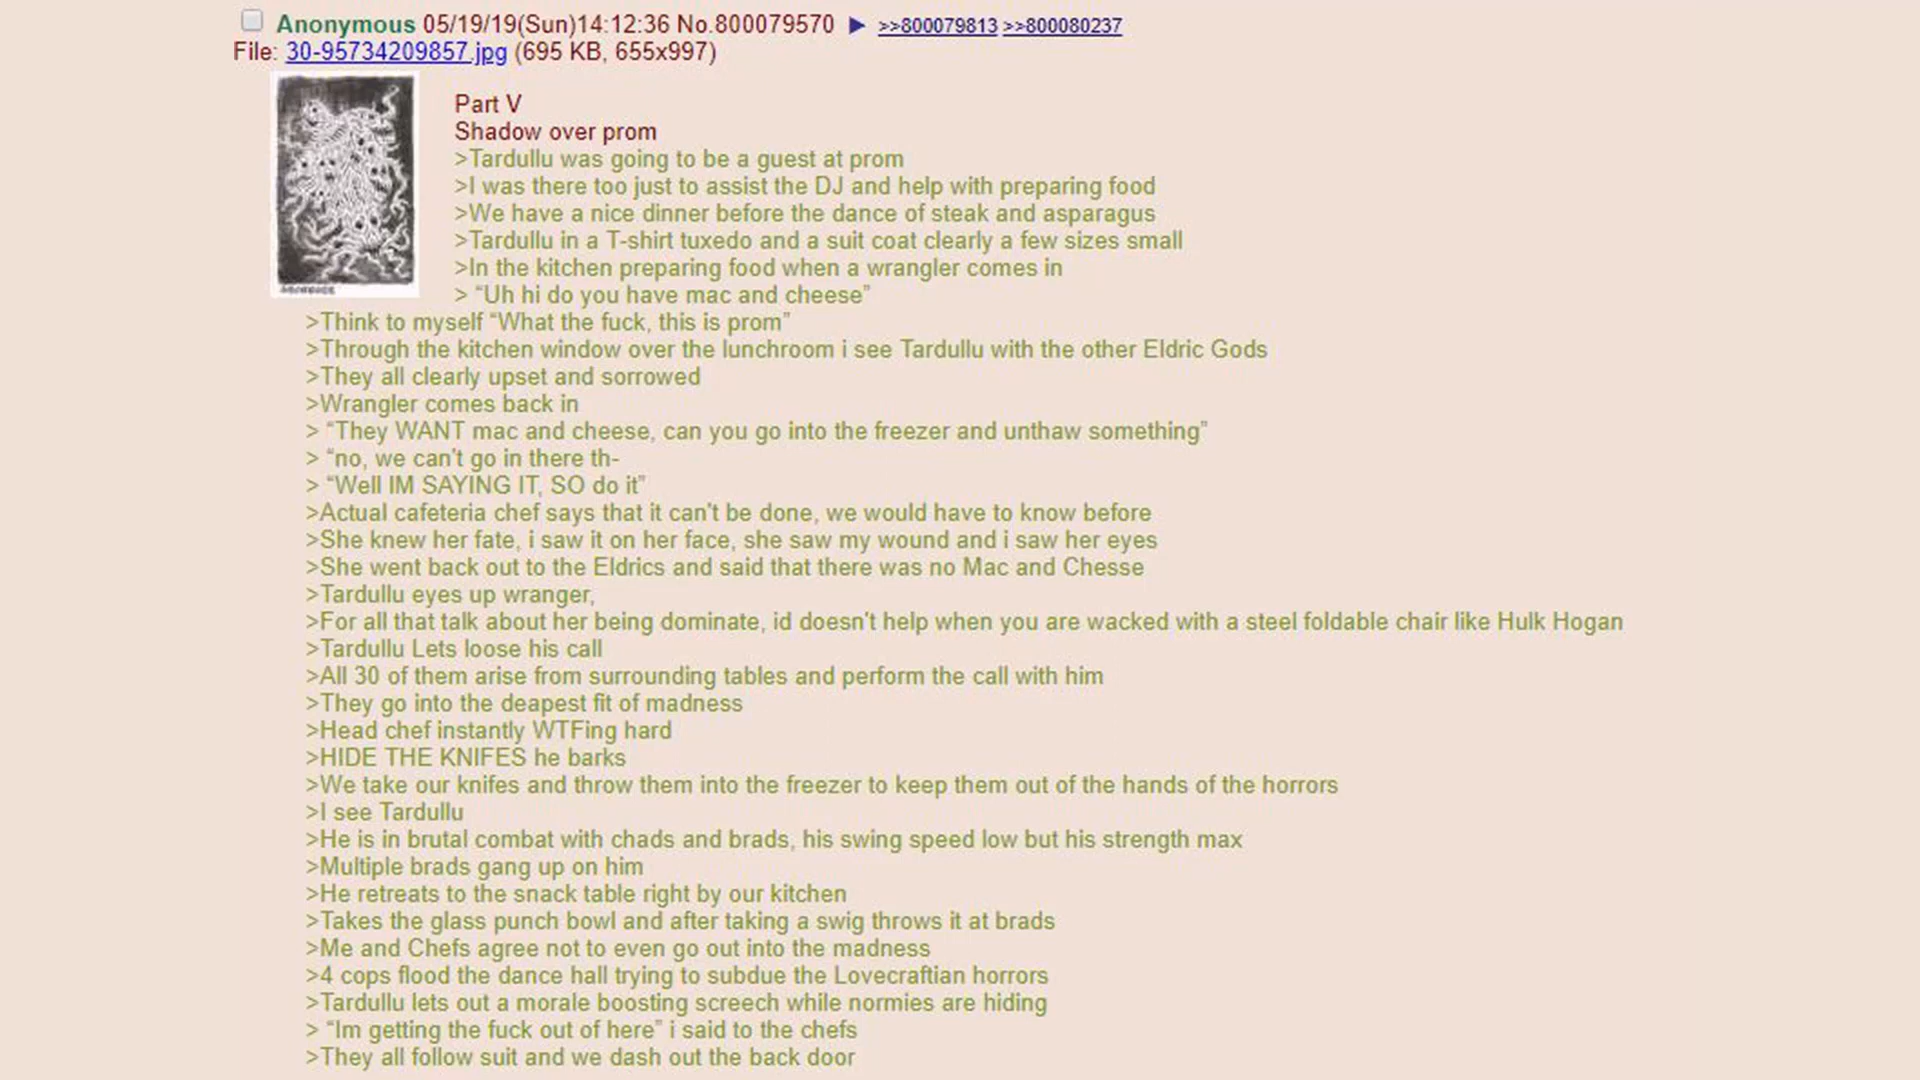 Anonymous 05/19/19(Sun)14:12:36 No.800079570 ▶ >>800079813 >>800080237
File: 30-95734209857.jpg (695 KB, 655x997)
Part V
Shadow over prom
>Tardullu was going to be a guest at prom
>I was there too just to assist the DJ and help with preparing food
>We have a nice dinner before the dance of steak and asparagus
>Tardullu in a T-shirt tuxedo and a suit coat clearly a few sizes small
>In the kitchen preparing food when a wrangler comes in
> “Uh hi do you have mac and cheese”
>Think to myself “What the fuck, this is prom”
>Through the kitchen window over the lunchroom i see Tardullu with the other Eldric Gods
>They all clearly upset and sorrowed
>Wrangler comes back in
> “They WANT mac and cheese, can you go into the freezer and unthaw something”
> “no, we can't go in there th-
> “Well IM SAYING IT, SO do it”
>Actual cafeteria chef says that it can't be done, we would have to know before
>She knew her fate, i saw it on her face, she saw my wound and i saw her eyes
>She went back out to the Eldrics and said that there was no Mac and Chesse
>Tardullu eyes up wranger,
>For all that talk about her being dominate, id doesn't help when you are wacked with a steel foldable chair like Hulk Hogan
>Tardullu Lets loose his call
>All 30 of them arise from surrounding tables and perform the call with him
>They go into the deapest fit of madness
>Head chef instantly WTFing hard
>HIDE THE KNIFES he barks
>We take our knifes and throw them into the freezer to keep them out of the hands of the horrors
>I see Tardullu
>He is in brutal combat with chads and brads, his swing speed low but his strength max
>Multiple brads gang up on him
>He retreats to the snack table right by our kitchen
>Takes the glass punch bowl and after taking a swig throws it at brads
>Me and Chefs agree not to even go out into the madness
>4 cops flood the dance hall trying to subdue the Lovecraftian horrors
>Tardullu lets out a morale boosting screech while normies are hiding
> “Im getting the fuck out of here” i said to the chefs
>They all follow suit and we dash out the back door